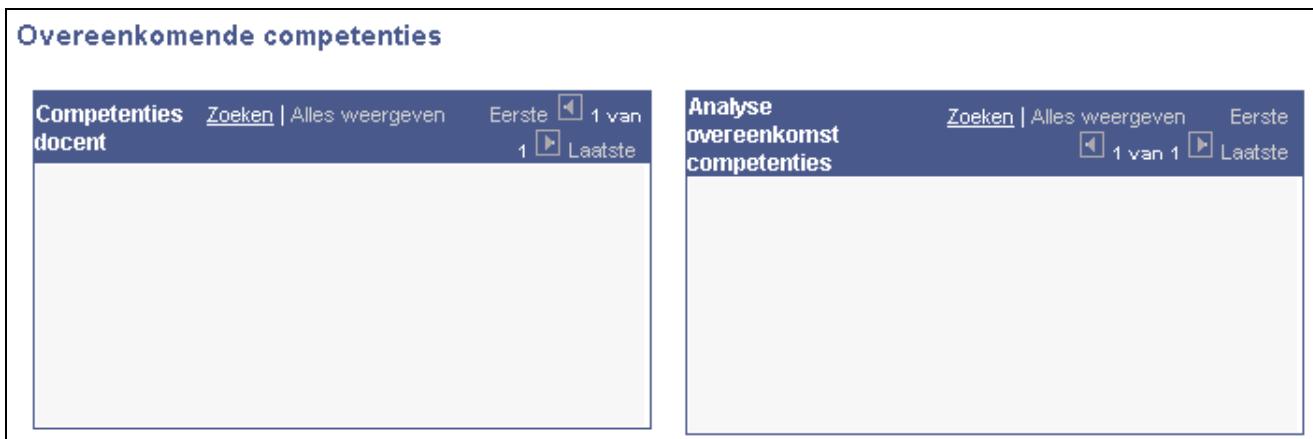 Overeenkomende competenties
Competenties Zoeken | Alles weergeven Eerste 1 van
docent 1 Laatste
Analyse Zoeken | Alles weergeven Eerste
overeenkomst 1 van 1 Laatste
competenties